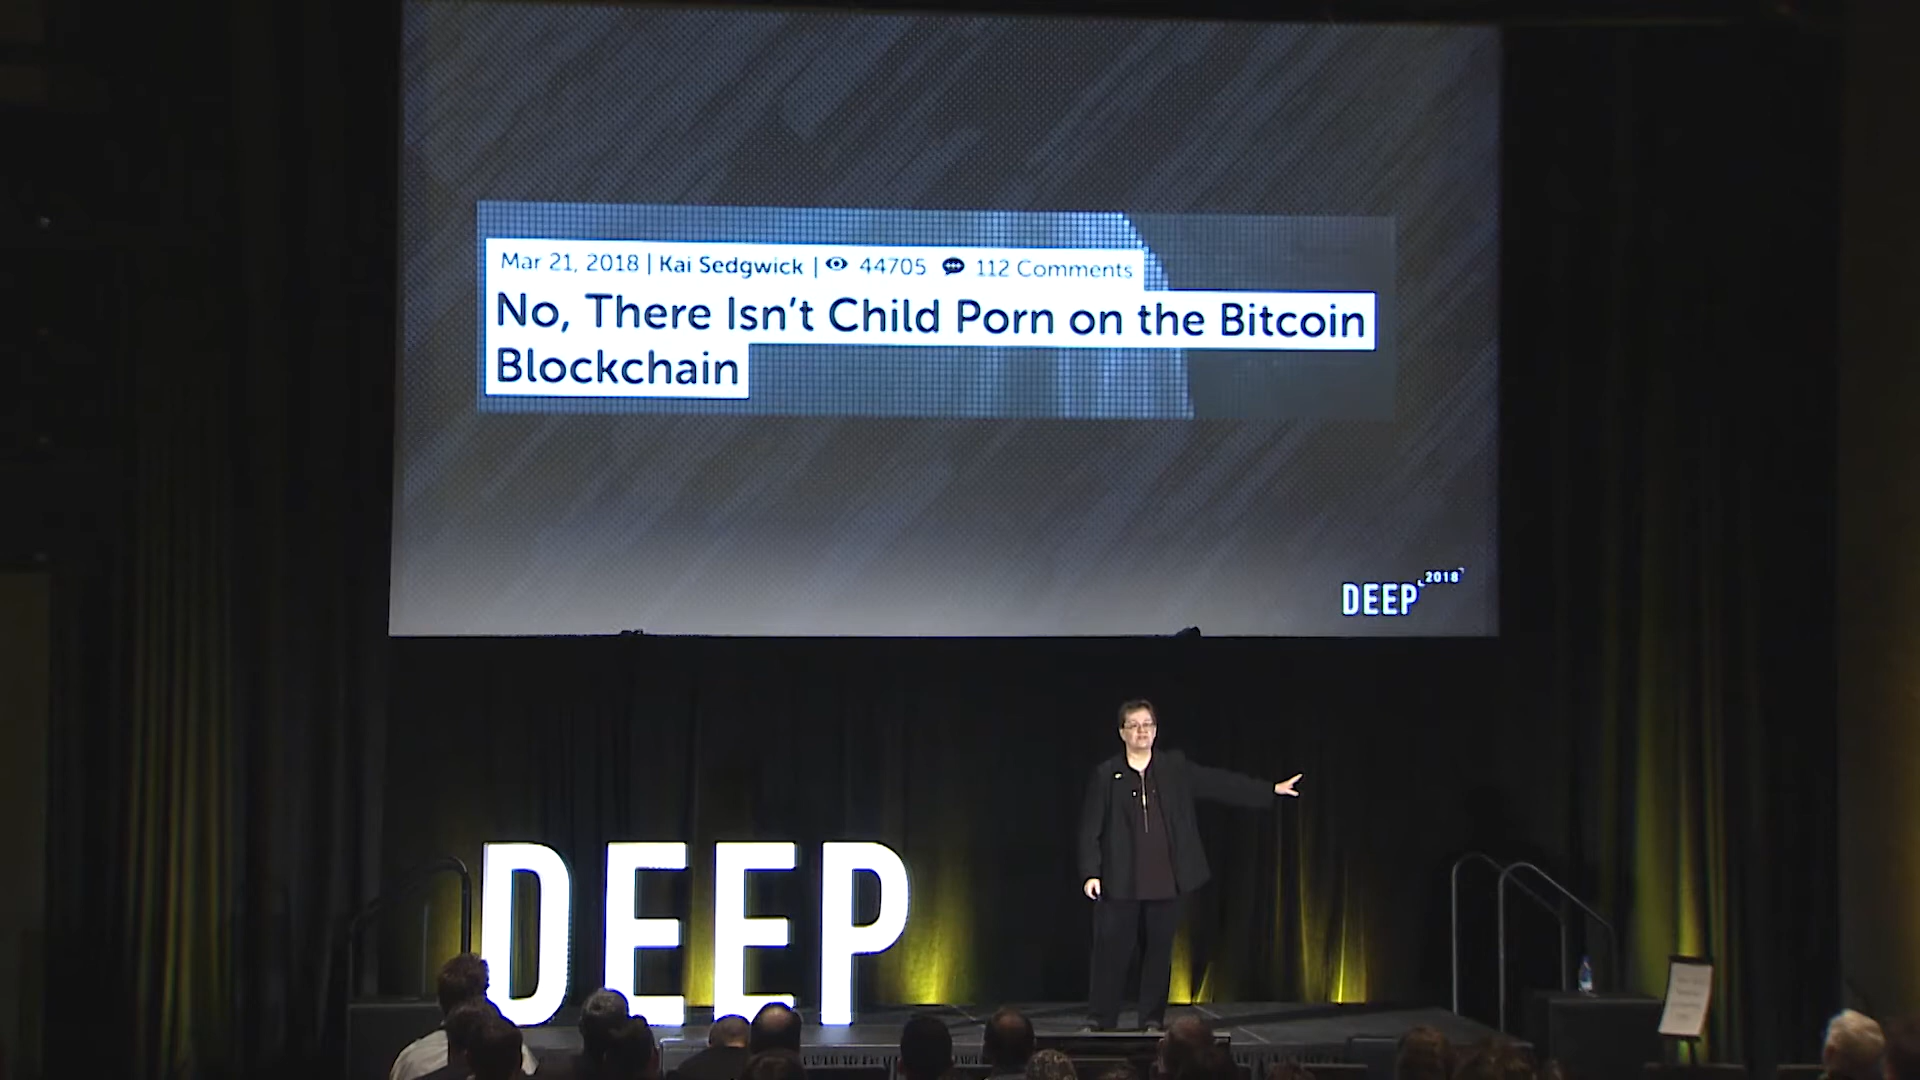 Mar 21, 2018 | Kai Sedgwick | 44705 112 Comments
No, There Isn't Child Porn on the Bitcoin
Blockchain
DEEP 2018
DEEP